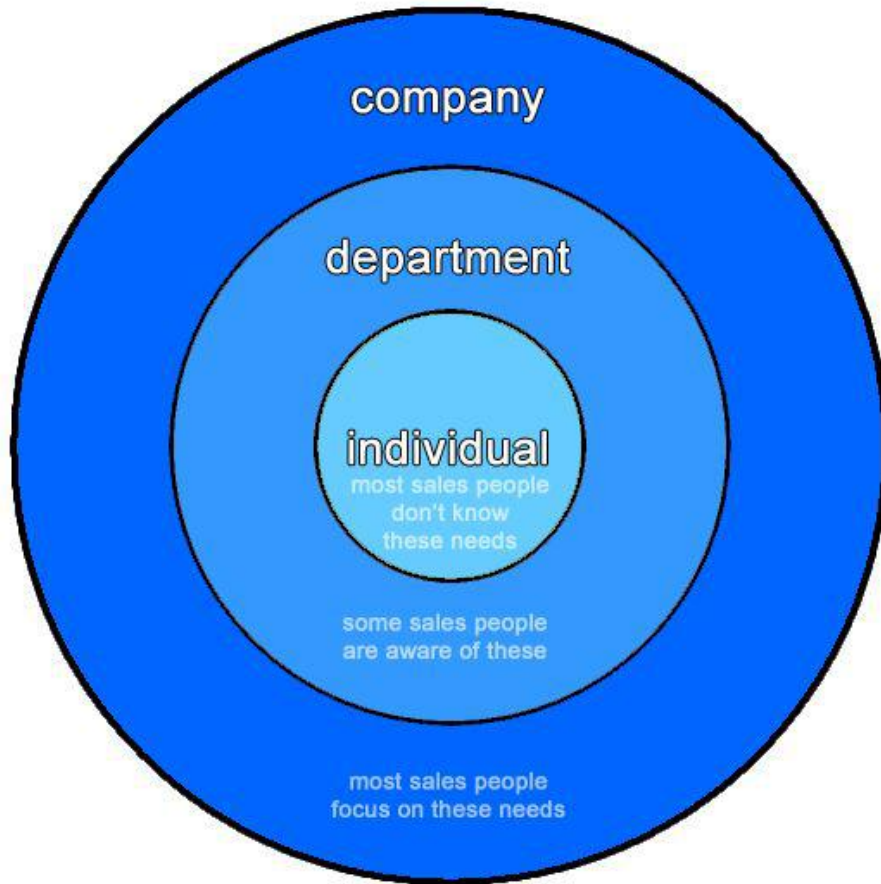 company
department
individual
most sales people
don't know
these needs
some sales people
are aware of these
most sales people
focus on these needs